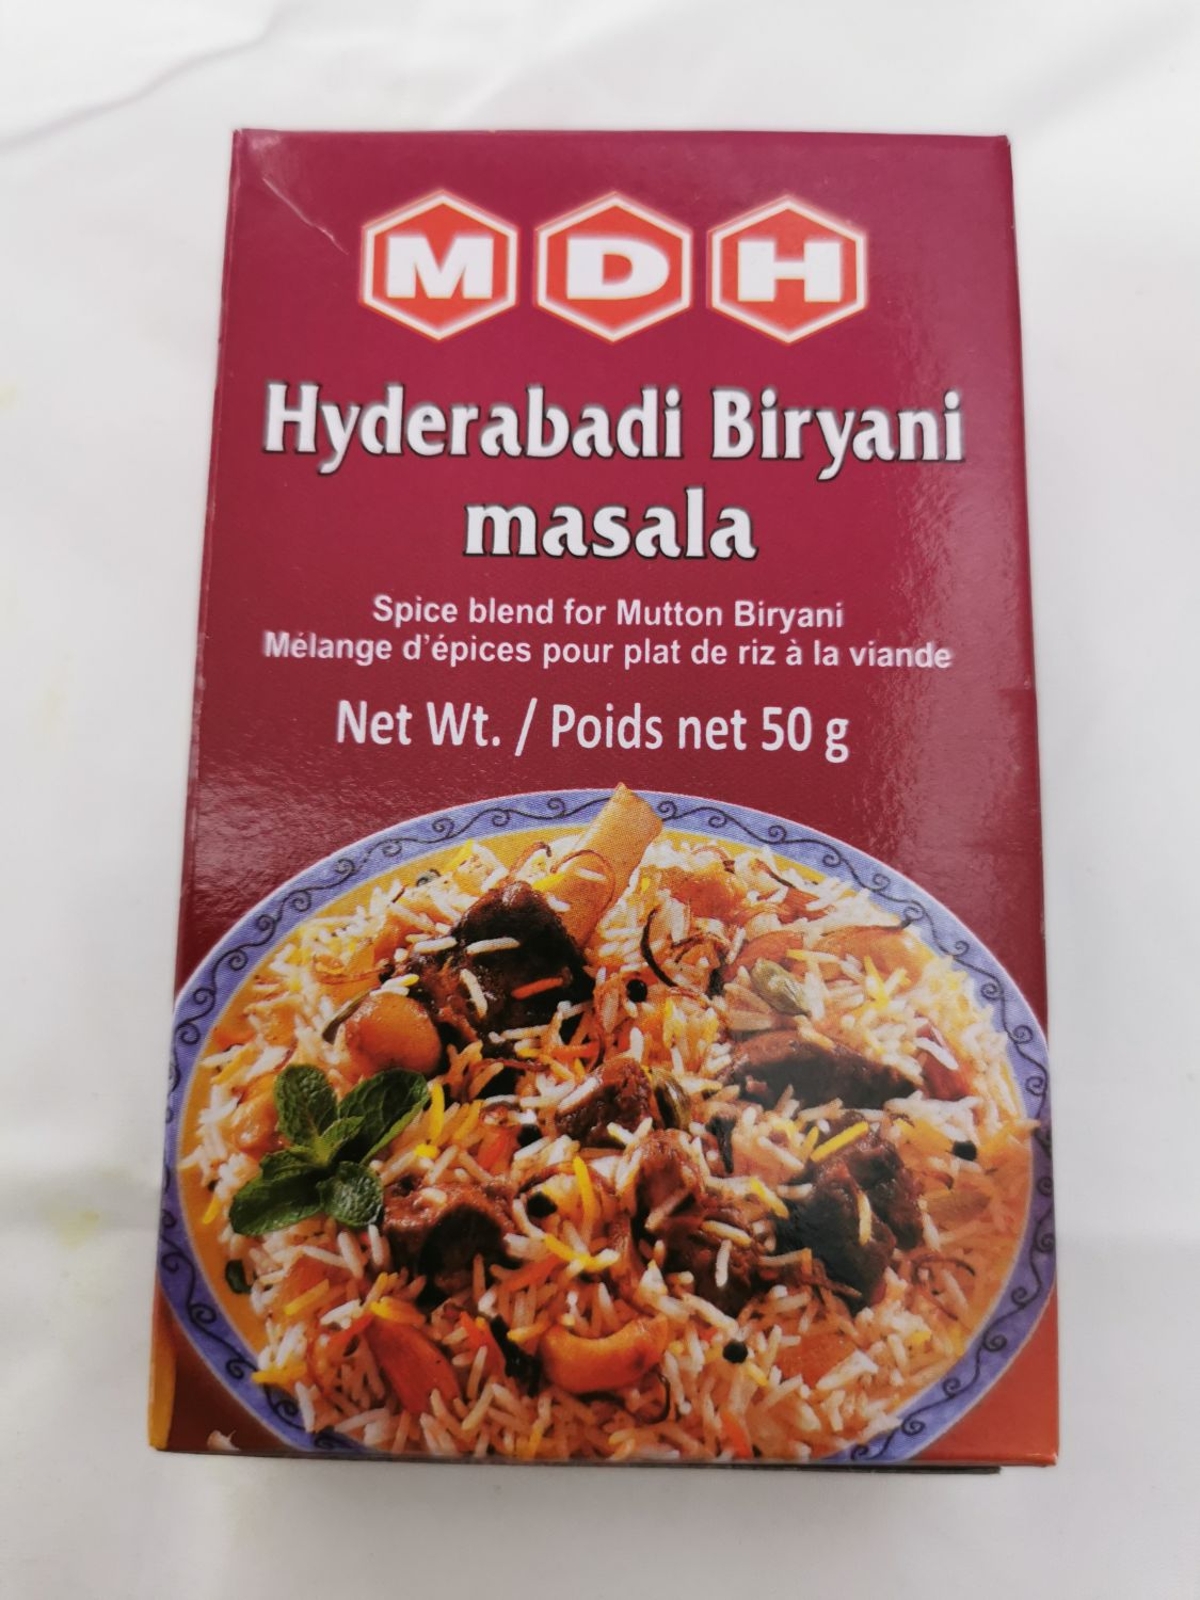 MDH
Hyderabadi Biryani
masala
Spice blend for Mutton Biryani
Mélange d'épices pour plat de riz à la viande
Net Wt. / Poids net 50 g